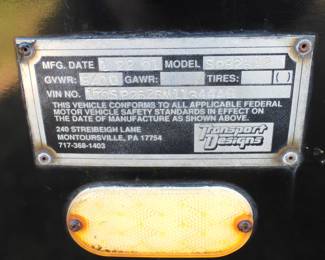 MFG. DATE MODEL
GVWR: GAWR: TIRES: ( )
VIN NO.
THIS VEHICLE CONFORMS TO ALL APPLICABLE FEDERAL
MOTOR VEHICLE SAFETY STANDARDS IN EFFECT ON
THE DATE OF MANUFACTURE AS SHOWN ABOVE.
240 STREIBEIGH LANE
MONTOURSVILLE, PA 17754
717-368-1403
Transport
Designs